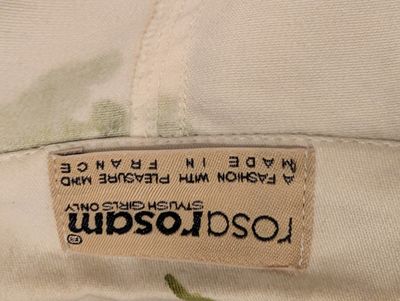 rosarosam®
STYLISH GIRLS ONLY
A FASHION WITH PLEASURE MIND
MADE IN FRANCE